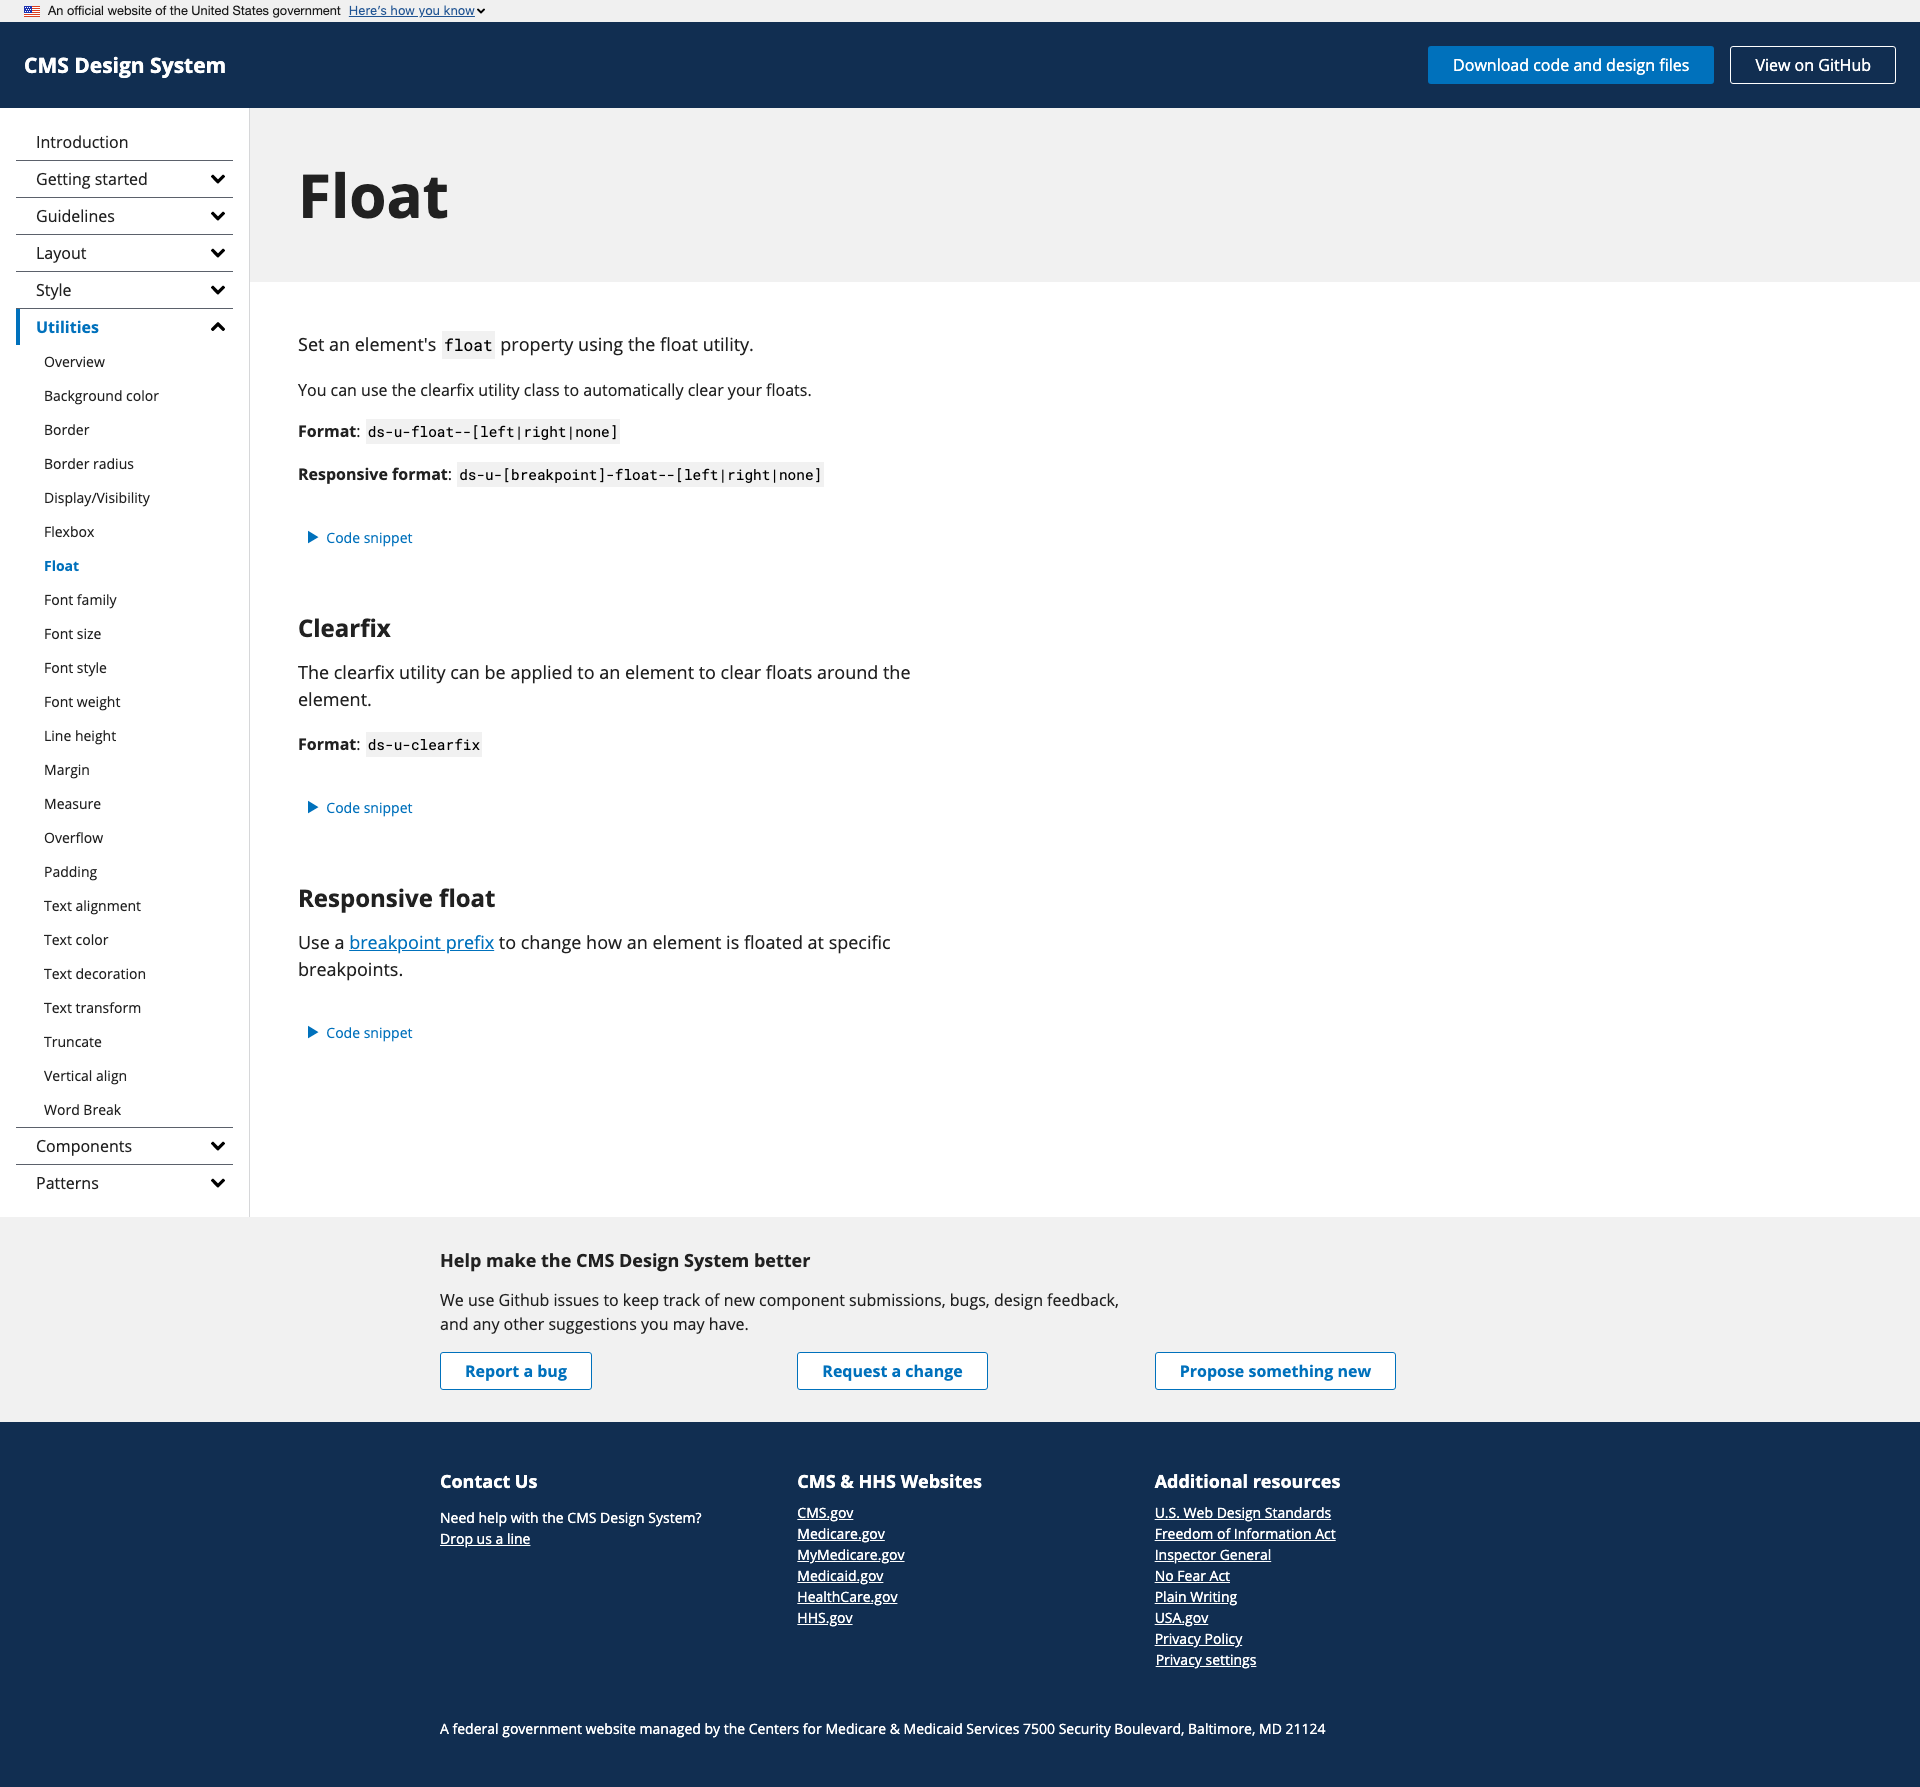 An official website of the United States government Here's how you know
CMS Design System
Download code and design files
View on GitHub
Introduction
Getting started
Guidelines
Layout
Style
Utilities
Overview
Background color
Border
Border radius
Display/Visibility
Flexbox
Float
Font family
Font size
Font style
Font weight
Line height
Margin
Measure
Overflow
Padding
Text alignment
Text color
Text decoration
Text transform
Truncate
Vertical align
Word Break
Components
Patterns
Float
Set an element's float property using the float utility.
You can use the clearfix utility class to automatically clear your floats.
Format: ds-u-float--[left|right|none]
Responsive format: ds-u-[breakpoint]-float--[left|right|none]
Code snippet
Clearfix
The clearfix utility can be applied to an element to clear floats around the
element.
Format: ds-u-clearfix
Code snippet
Responsive float
Use a breakpoint prefix to change how an element is floated at specific
breakpoints.
Code snippet
Help make the CMS Design System better
We use Github issues to keep track of new component submissions, bugs, design feedback,
and any other suggestions you may have.
Report a bug
Request a change
Propose something new
Contact Us
Need help with the CMS Design System?
Drop us a line
CMS & HHS Websites
CMS.gov
Medicare.gov
MyMedicare.gov
Medicaid.gov
HealthCare.gov
HHS.gov
Additional resources
U.S. Web Design Standards
Freedom of Information Act
Inspector General
No Fear Act
Plain Writing
USA.gov
Privacy Policy
Privacy settings
A federal government website managed by the Centers for Medicare & Medicaid Services 7500 Security Boulevard, Baltimore, MD 21124